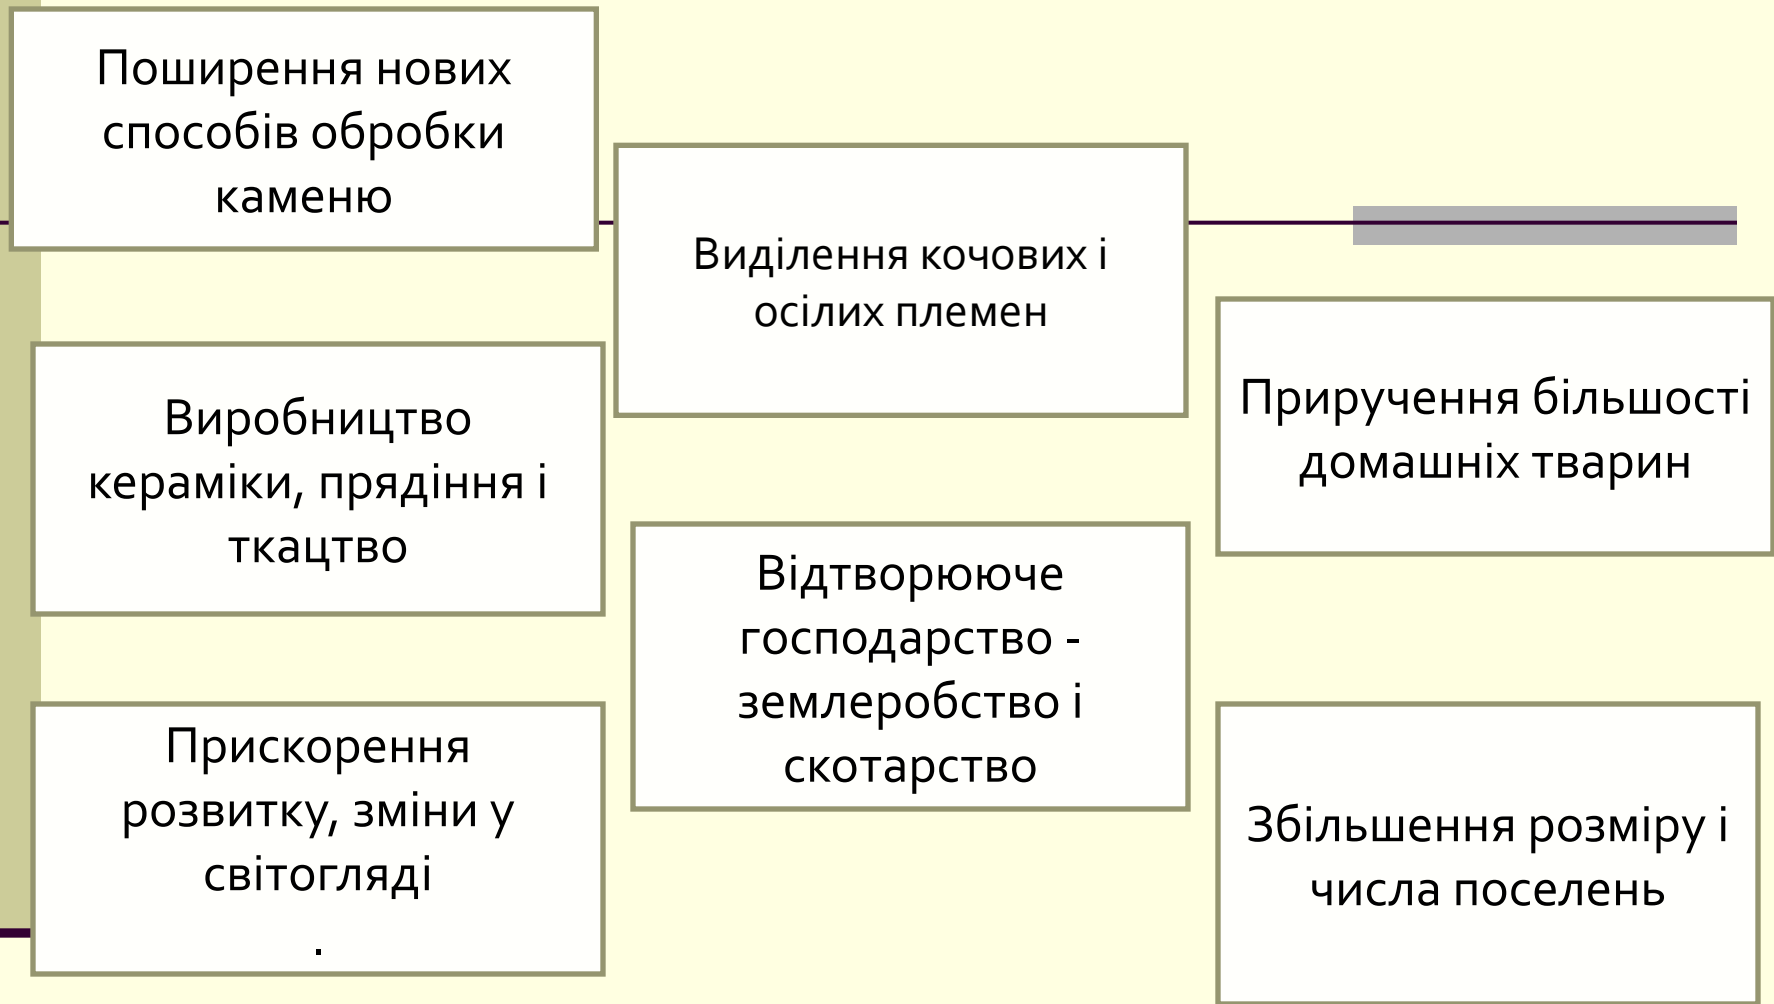 Поширення нових
способів обробки
каменю
Виділення кочових і
осілих племен
Приручення більшості
домашніх тварин
Виробництво
кераміки, прядіння і
ткацтво
Відтворююче
господарство -
землеробство і
скотарство
Прискорення
розвитку, зміни у
світогляді
.
Збільшення розміру і
числа поселень